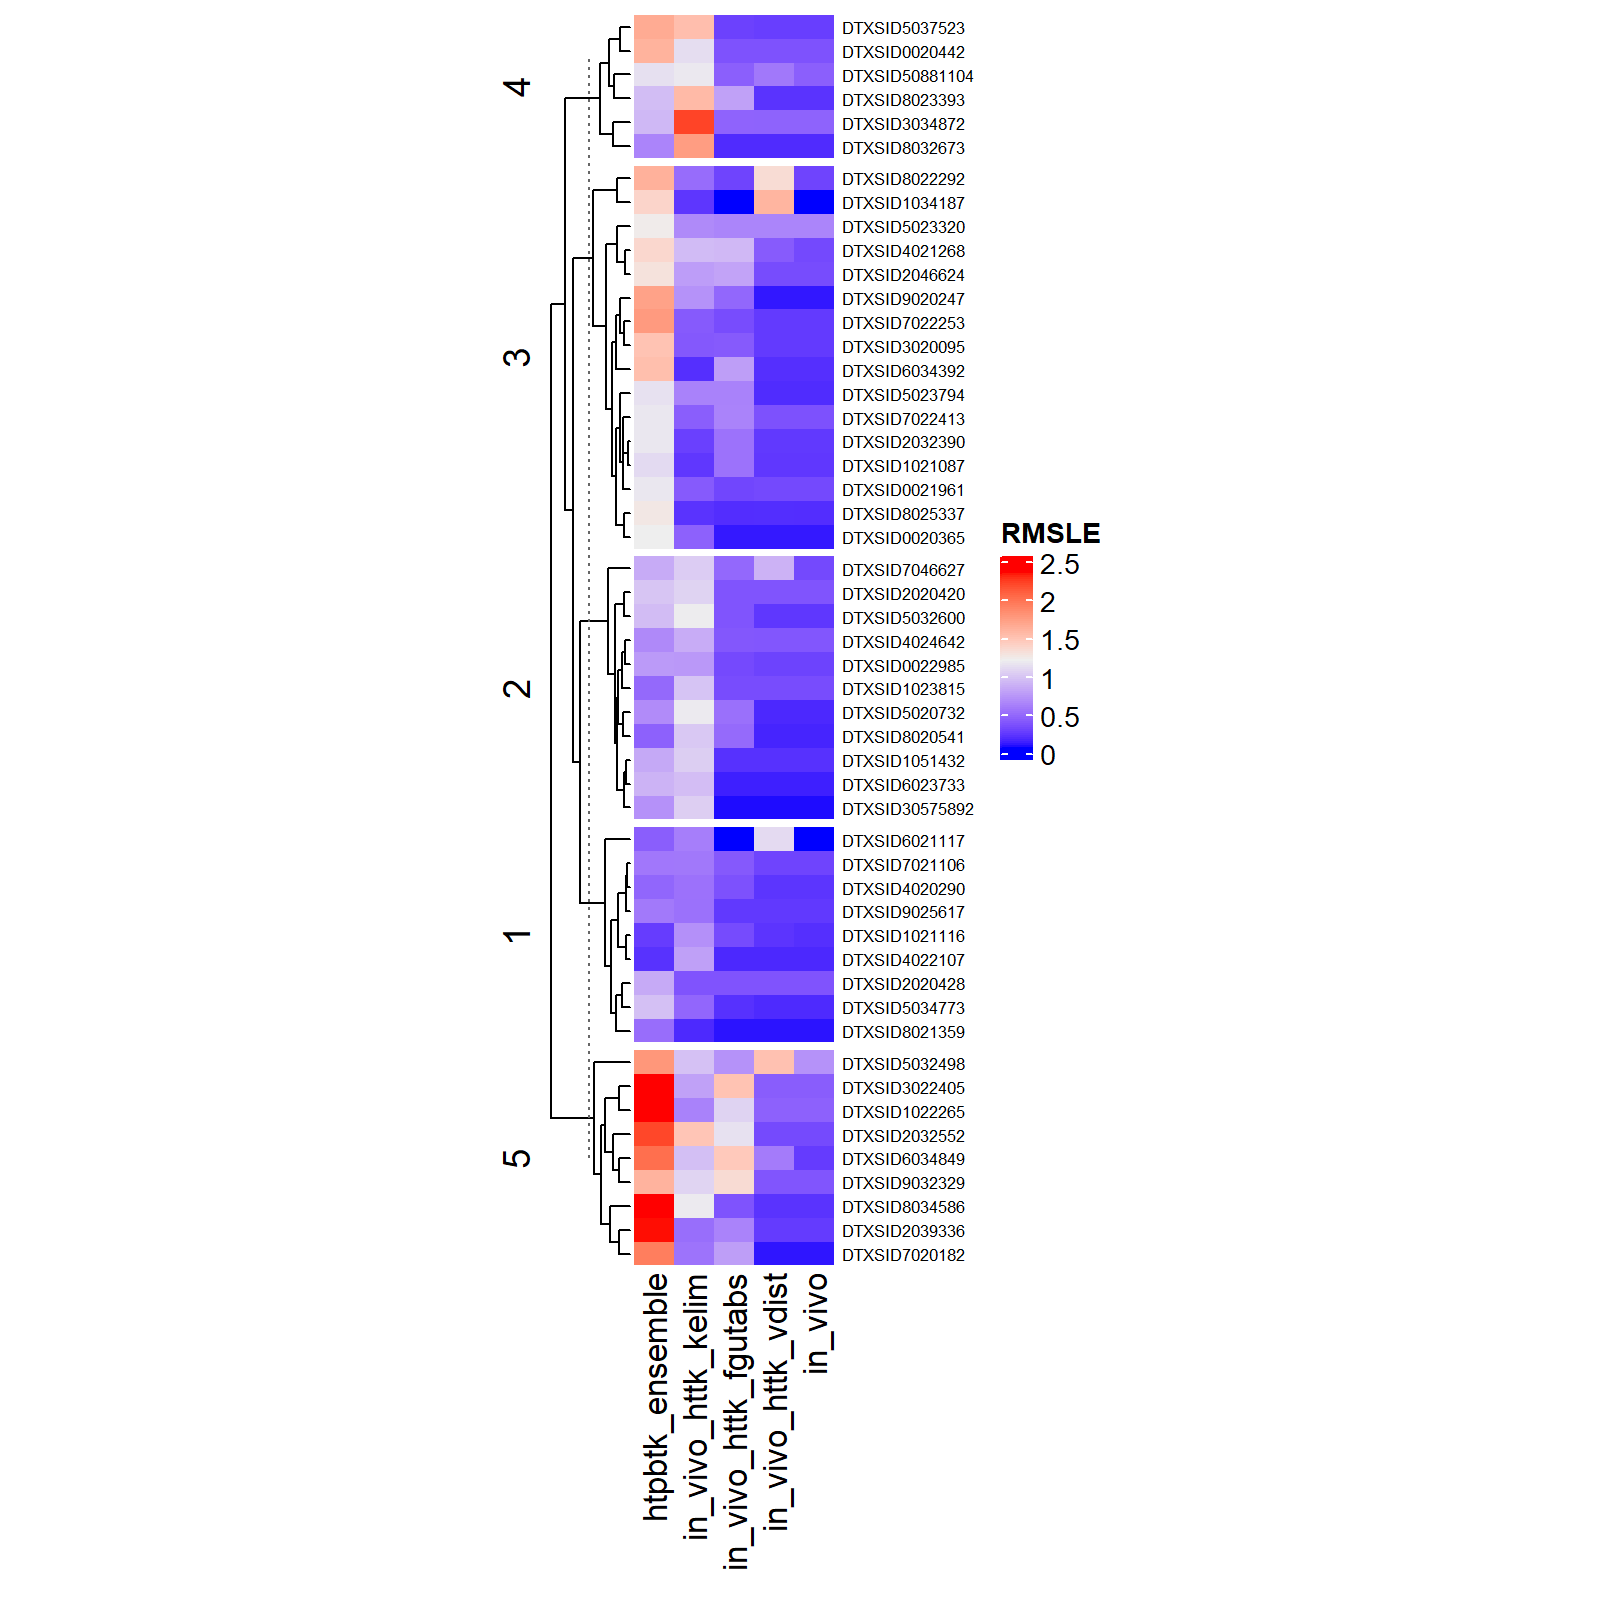 4
DTXSID5037523
DTXSID0020442
DTXSID50881104
DTXSID8023393
DTXSID3034872
DTXSID8032673
3
DTXSID8022292
DTXSID1034187
DTXSID5023320
DTXSID4021268
DTXSID2046624
DTXSID9020247
DTXSID7022253
DTXSID3020095
DTXSID6034392
DTXSID5023794
DTXSID7022413
DTXSID2032390
DTXSID1021087
DTXSID0021961
DTXSID8025337
DTXSID0020365
2
DTXSID7046627
DTXSID2020420
DTXSID5032600
DTXSID4024642
DTXSID0022985
DTXSID1023815
DTXSID5020732
DTXSID8020541
DTXSID1051432
DTXSID6023733
DTXSID30575892
1
DTXSID6021117
DTXSID7021106
DTXSID4020290
DTXSID9025617
DTXSID1021116
DTXSID4022107
DTXSID2020428
DTXSID5034773
DTXSID8021359
5
DTXSID5032498
DTXSID3022405
DTXSID1022265
DTXSID2032552
DTXSID6034849
DTXSID9032329
DTXSID8034586
DTXSID2039336
DTXSID7020182
htpbtk_ensemble
in_vivo_httk_kelim
in_vivo_httk_fgutabs
in_vivo_httk_vdist
in_vivo
RMSLE
2.5
2
1.5
1
0.5
0